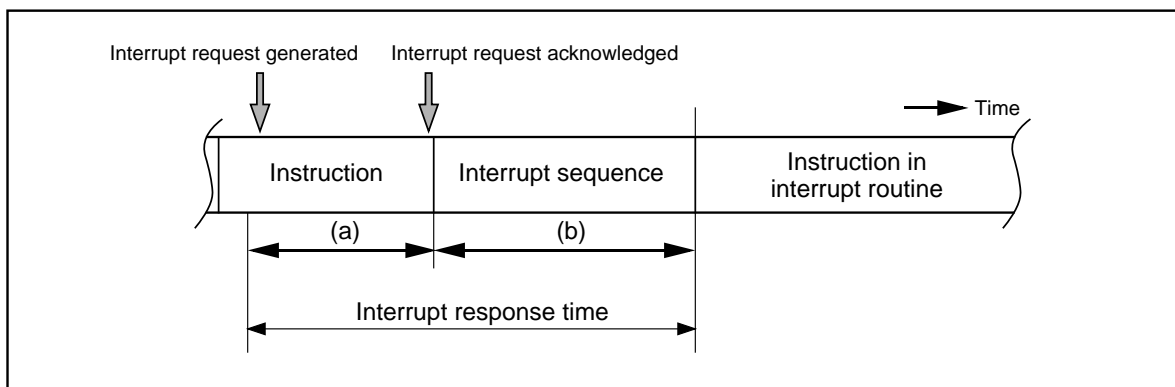 Interrupt request generated
Interrupt request acknowledged
Time
Instruction
Interrupt sequence
Instruction in
interrupt routine
(a)
(b)
Interrupt response time